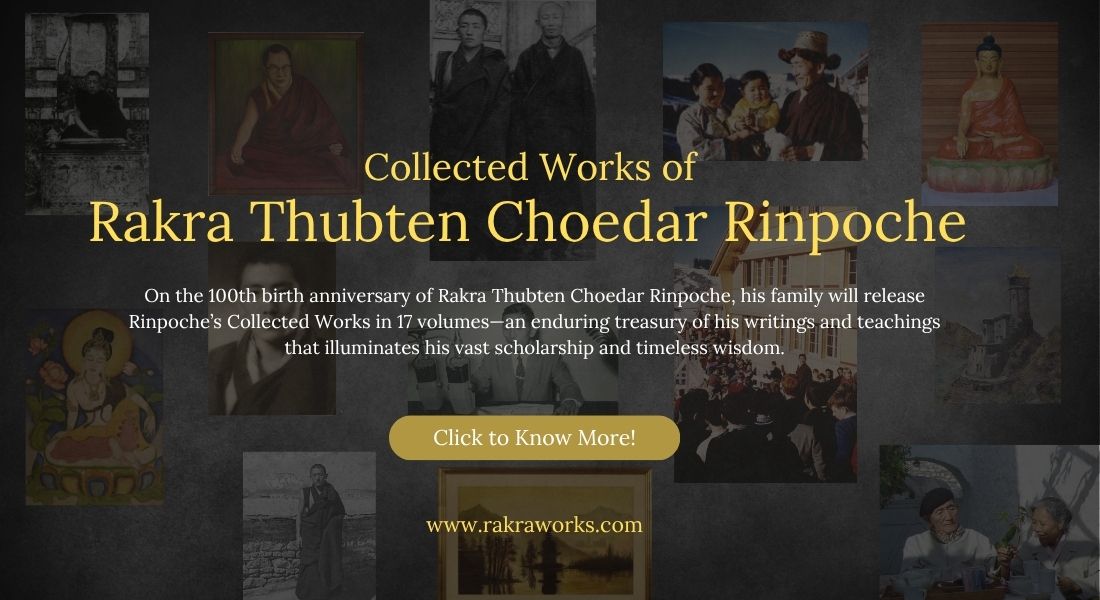 Collected Works of
Rakra Thubten Choedar Rinpoche
On the 100th birth anniversary of Rakra Thubten Choedar Rinpoche, his family will release
Rinpoche’s Collected Works in 17 volumes—an enduring treasury of his writings and teachings
that illuminates his vast scholarship and timeless wisdom.
Click to Know More!
www.rakraworks.com